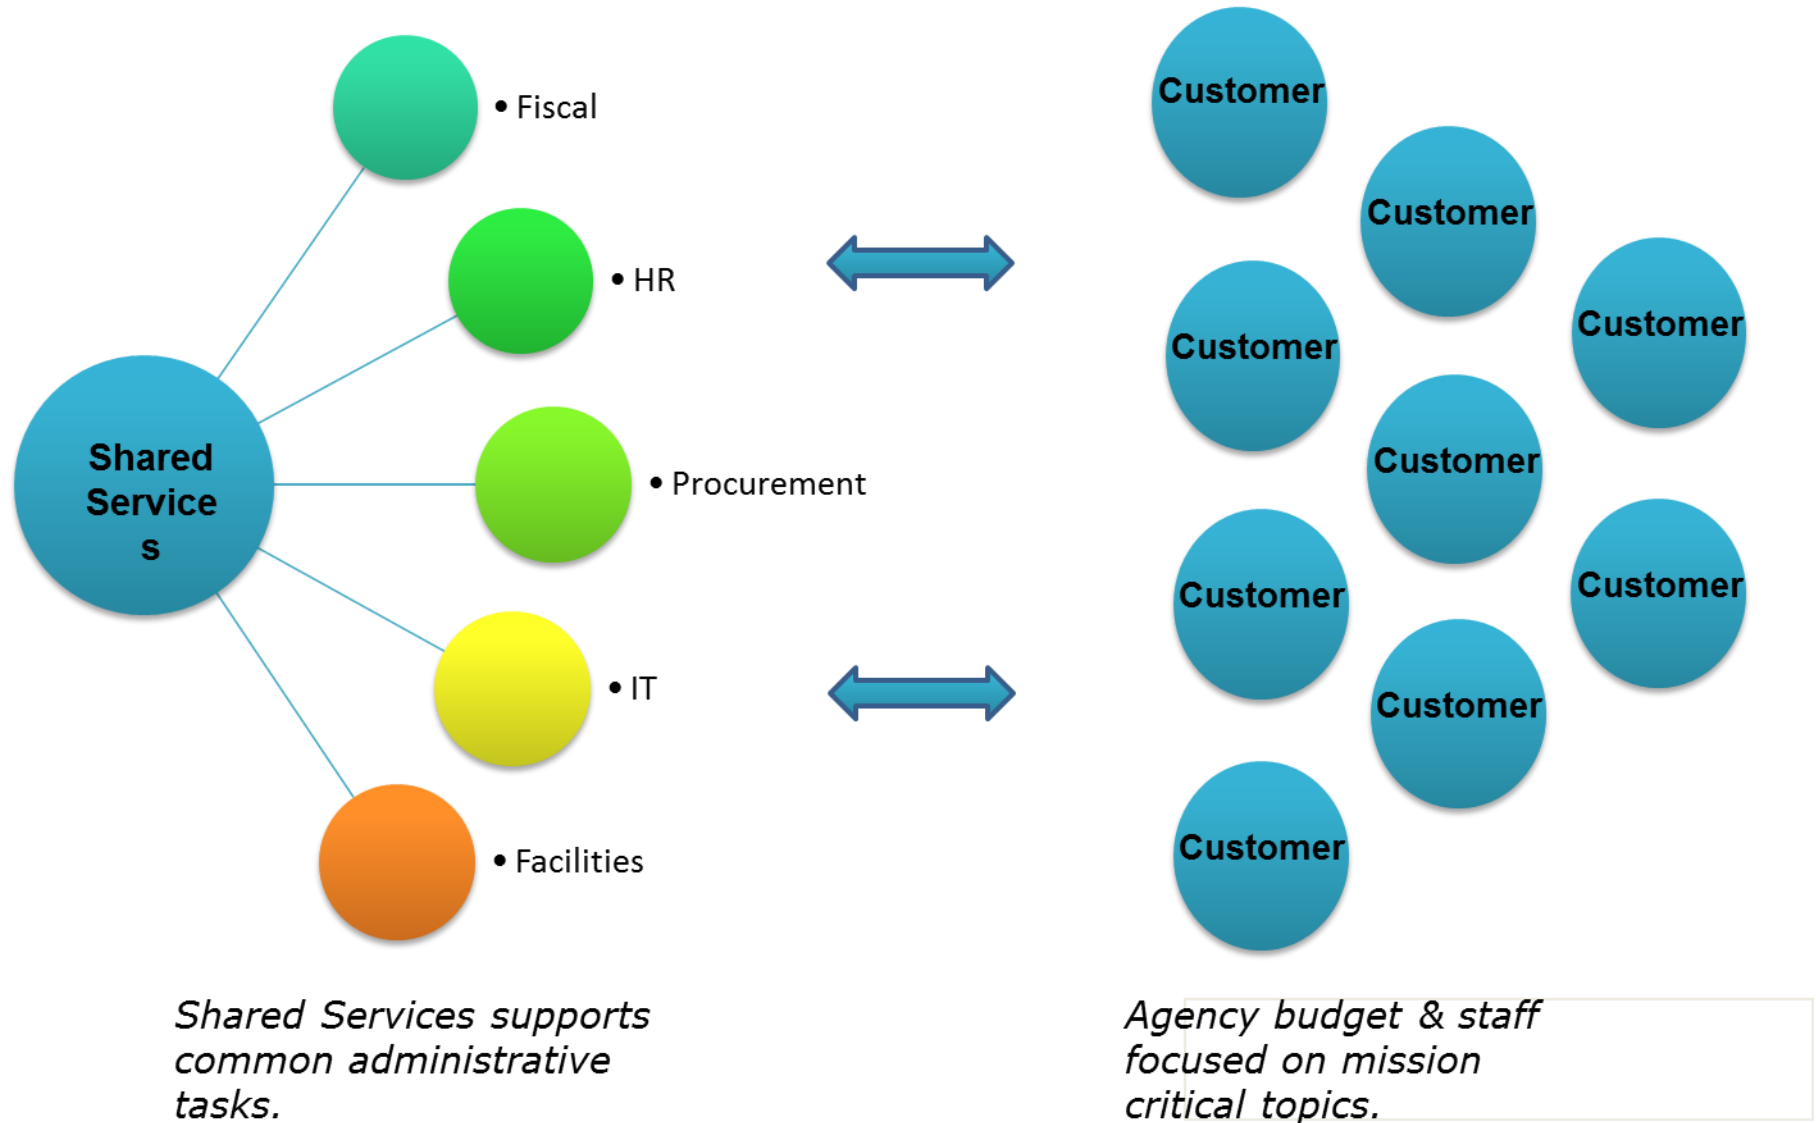 • Fiscal
• HR
Shared
Service
s
• Procurement
• IT
• Facilities
Shared Services supports
common administrative
tasks.
Customer
Customer
Customer
Customer
Customer
Customer
Customer
Customer
Customer
Agency budget & staff
focused on mission
critical topics.